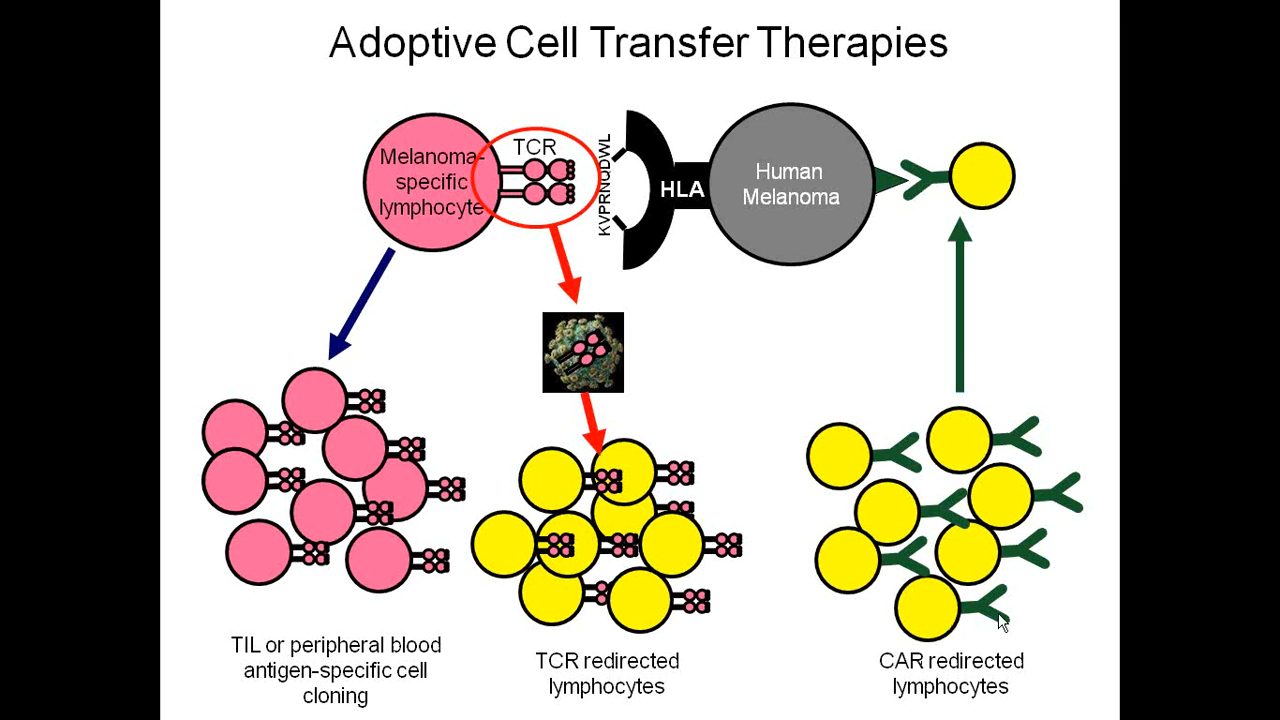 Adoptive Cell Transfer Therapies
Melanoma-
specific
lymphocyte
TCR
KVPRNQDWL
HLA
Human
Melanoma
TIL or peripheral blood
antigen-specific cell
cloning
TCR redirected
lymphocytes
CAR redirected
lymphocytes